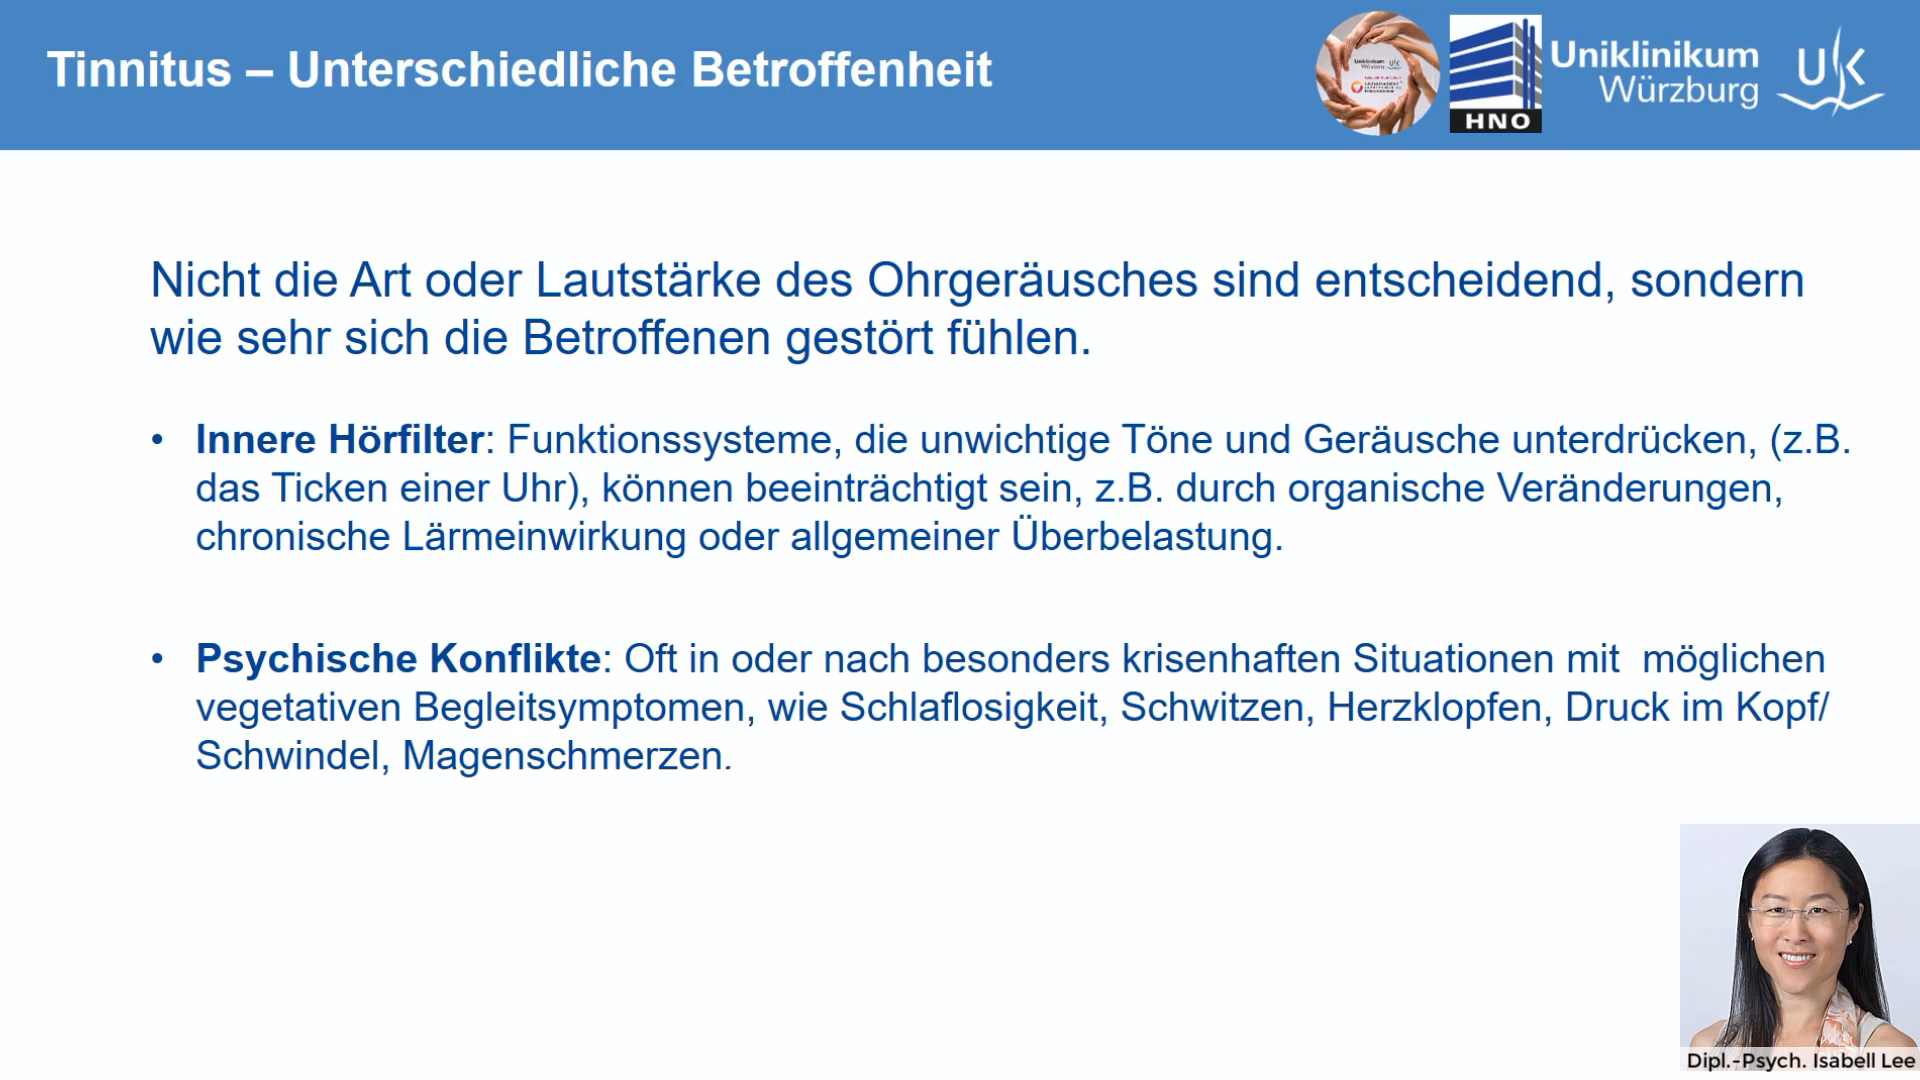 Tinnitus – Unterschiedliche Betroffenheit
HNO
Uniklinikum
Würzburg
UK
Nicht die Art oder Lautstärke des Ohrgeräusches sind entscheidend, sondern
wie sehr sich die Betroffenen gestört fühlen.
• Innere Hörfilter: Funktionssysteme, die unwichtige Töne und Geräusche unterdrücken, (z.B.
das Ticken einer Uhr), können beeinträchtigt sein, z.B. durch organische Veränderungen,
chronische Lärmeinwirkung oder allgemeiner Überbelastung.
• Psychische Konflikte: Oft in oder nach besonders krisenhaften Situationen mit  möglichen
vegetativen Begleitsymptomen, wie Schlaflosigkeit, Schwitzen, Herzklopfen, Druck im Kopf/
Schwindel, Magenschmerzen.
Dipl.-Psych. Isabell Lee